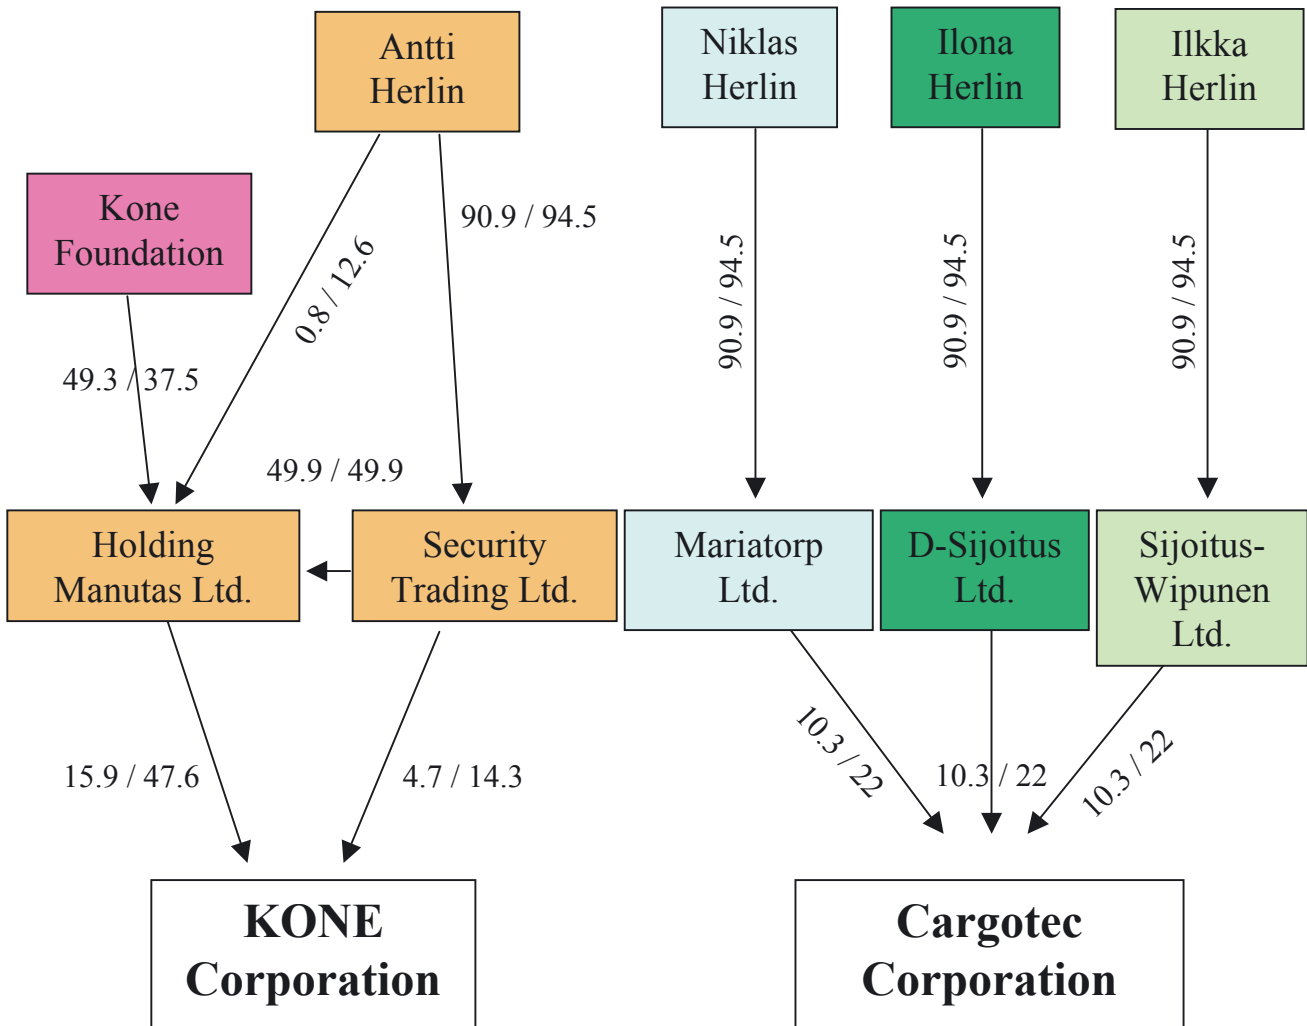 Antti
Herlin
Niklas
Herlin
Ilona
Herlin
Ilkka
Herlin
Kone
Foundation
90.9 / 94.5
0.8 / 12.6
90.9 / 94.5
90.9 / 94.5
90.9 / 94.5
49.3 / 37.5
49.9 / 49.9
Holding
Manutas Ltd.
Security
Trading Ltd.
Mariatorp
Ltd.
D-Sijoitus
Ltd.
Sijoitus-
Wipunen
Ltd.
15.9 / 47.6
4.7 / 14.3
10.3 / 22
10.3 / 22
10.3 / 22
KONE
Corporation
Cargotec
Corporation